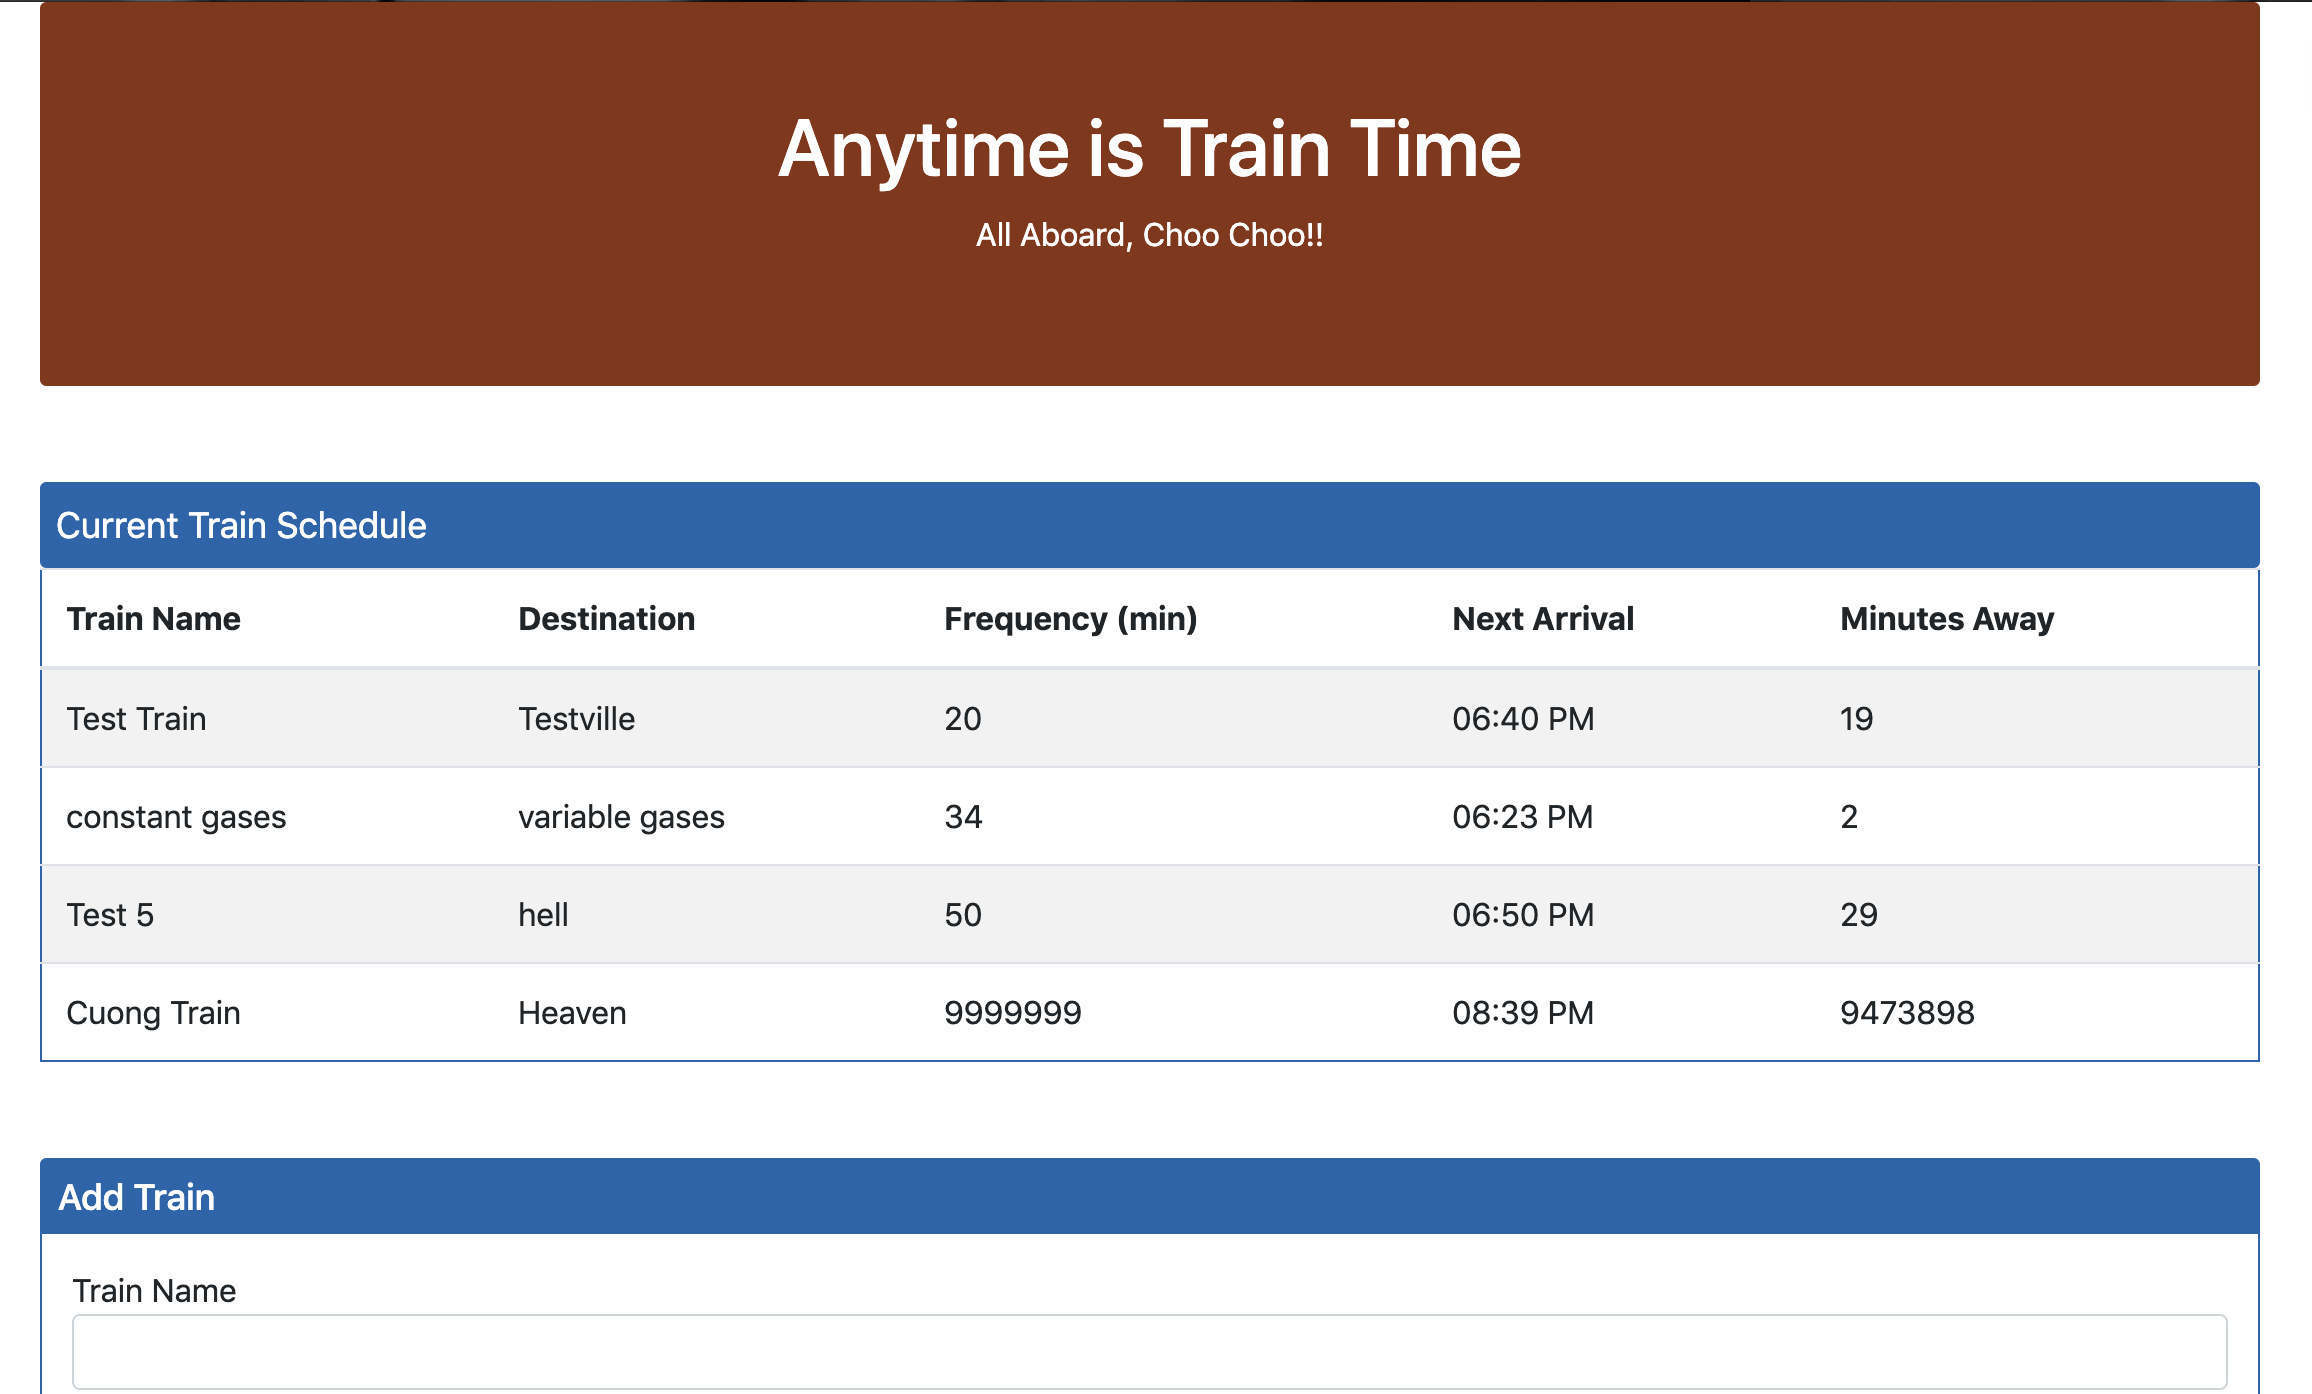 Anytime is Train Time
All Aboard, Choo Choo!!
Current Train Schedule
Train Name Destination Frequency (min) Next Arrival Minutes Away
Test Train Testville 20 06:40 PM 19
constant gases variable gases 34 06:23 PM 2
Test 5 hell 50 06:50 PM 29
Cuong Train Heaven 9999999 08:39 PM 9473898
Add Train
Train Name